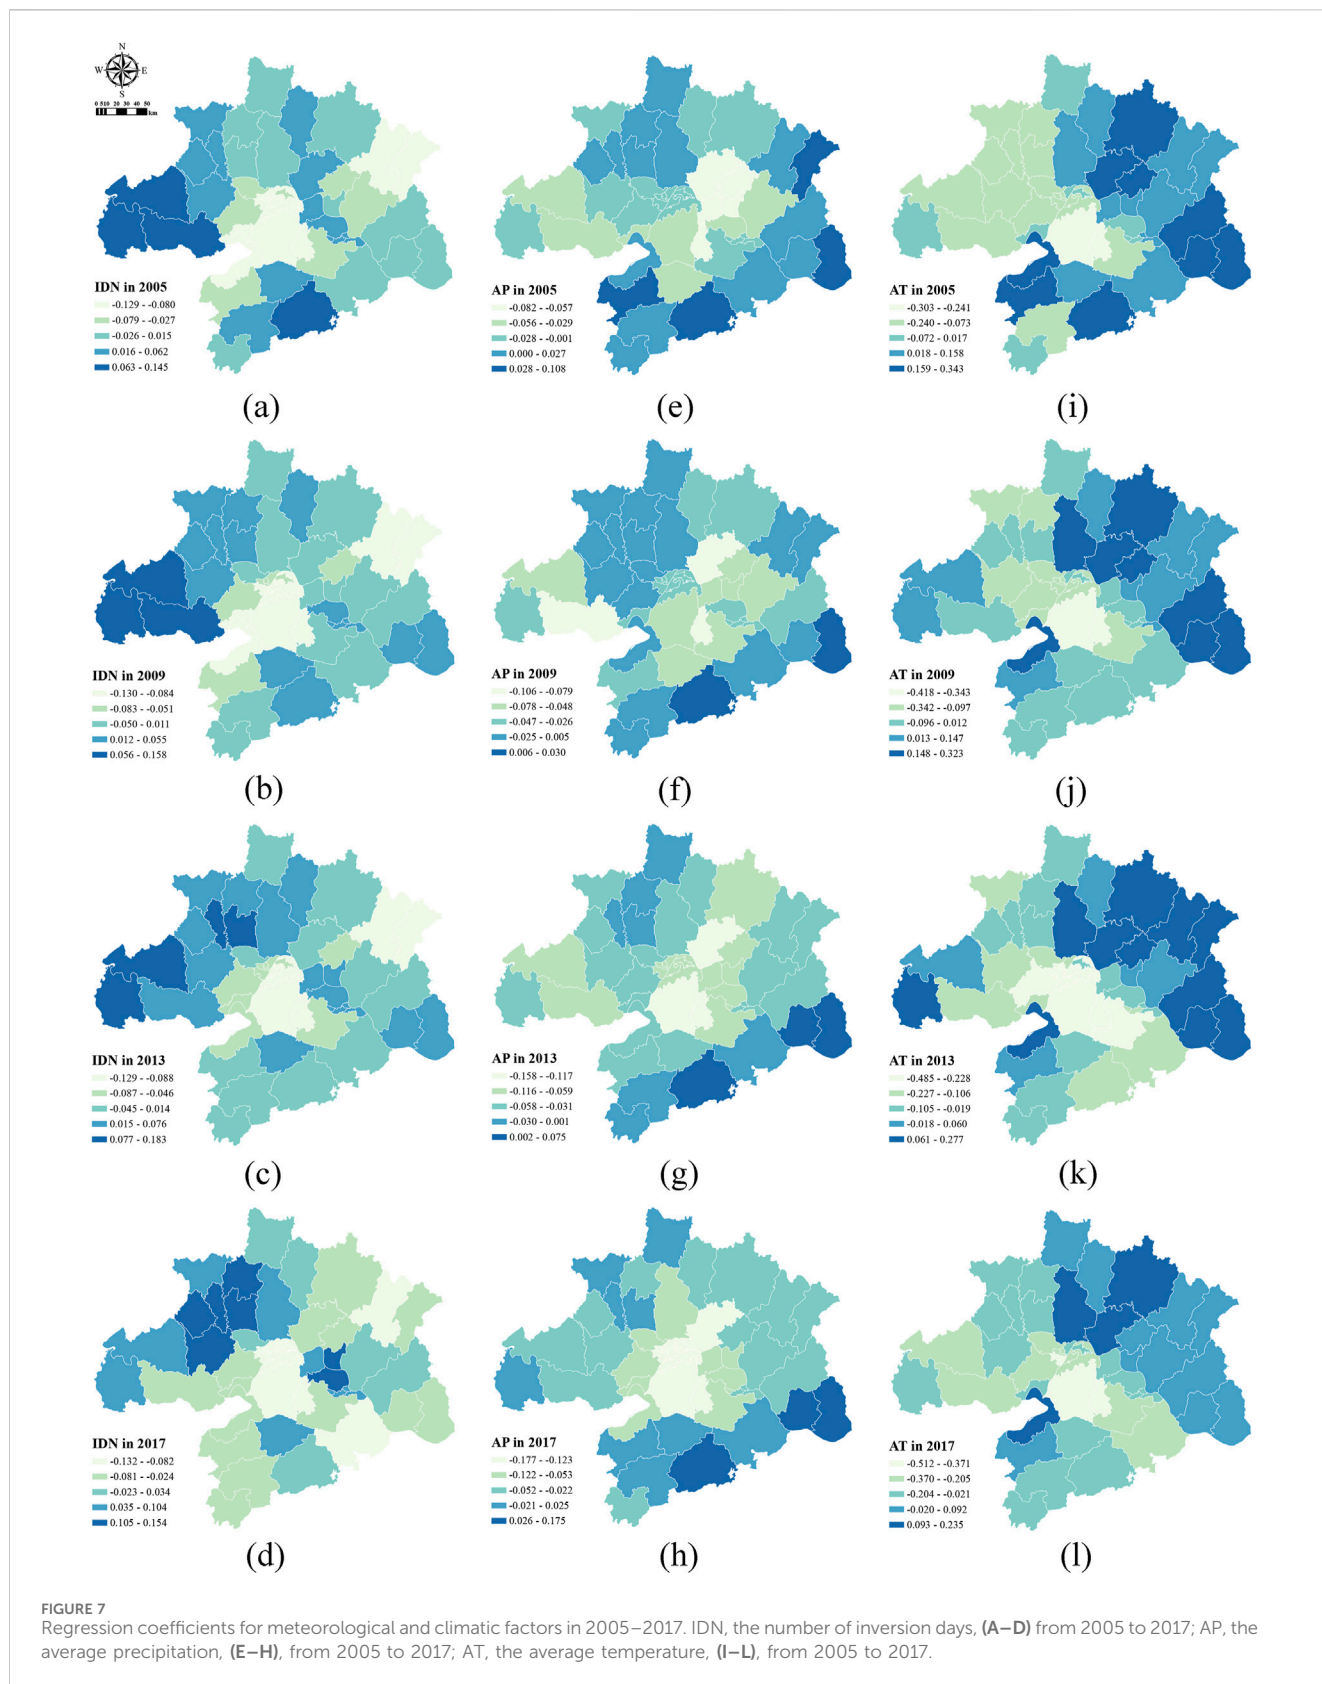 N
W E
S
0 510 20 30 40 50
km
IDN in 2005
-0.129 - -0.080
-0.079 - -0.027
-0.026 - 0.015
0.016 - 0.062
0.063 - 0.145
(a)
AP in 2005
-0.082 - -0.057
-0.056 - -0.029
-0.028 - -0.001
0.000 - 0.027
0.028 - 0.108
(e)
AT in 2005
-0.303 - -0.241
-0.240 - -0.073
-0.072 - 0.017
0.018 - 0.158
0.159 - 0.343
(i)
IDN in 2009
-0.130 - -0.084
-0.083 - -0.051
-0.050 - 0.011
0.012 - 0.055
0.056 - 0.158
(b)
AP in 2009
-0.106 - -0.079
-0.078 - -0.048
-0.047 - -0.026
-0.025 - 0.005
0.006 - 0.030
(f)
AT in 2009
-0.418 - -0.343
-0.342 - -0.097
-0.096 - 0.012
0.013 - 0.147
0.148 - 0.323
(j)
IDN in 2013
-0.129 - -0.088
-0.087 - -0.046
-0.045 - 0.014
0.015 - 0.076
0.077 - 0.183
(c)
AP in 2013
-0.158 - -0.117
-0.116 - -0.059
-0.058 - -0.031
-0.030 - 0.001
0.002 - 0.075
(g)
AT in 2013
-0.485 - -0.228
-0.227 - -0.106
-0.105 - -0.019
-0.018 - 0.060
0.061 - 0.277
(k)
IDN in 2017
-0.132 - -0.082
-0.081 - -0.024
-0.023 - 0.034
0.035 - 0.104
0.105 - 0.154
(d)
AP in 2017
-0.177 - -0.123
-0.122 - -0.053
-0.052 - -0.022
-0.021 - 0.025
0.026 - 0.175
(h)
AT in 2017
-0.512 - -0.371
-0.370 - -0.205
-0.204 - -0.021
-0.020 - 0.092
0.093 - 0.235
(l)
FIGURE 7
Regression coefficients for meteorological and climatic factors in 2005–2017. IDN, the number of inversion days, (A–D) from 2005 to 2017; AP, the
average precipitation, (E–H), from 2005 to 2017; AT, the average temperature, (I–L), from 2005 to 2017.